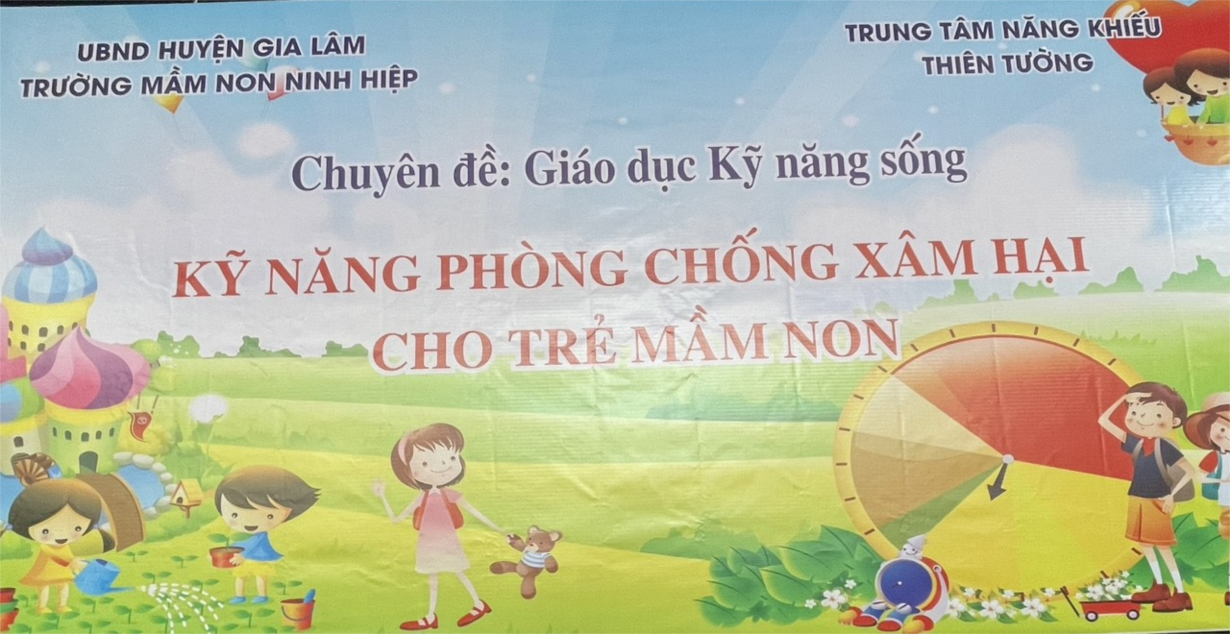 UBND HUYỆN GIA LÂM
TRƯỜNG MẦM NON NINH HIỆP
TRUNG TÂM NĂNG KHIẾU
THIÊN TƯỜNG
Chuyên đề: Giáo dục Kỹ năng sống
KỸ NĂNG PHÒNG CHỐNG XÂM HẠI
CHO TRẺ MẦM NON